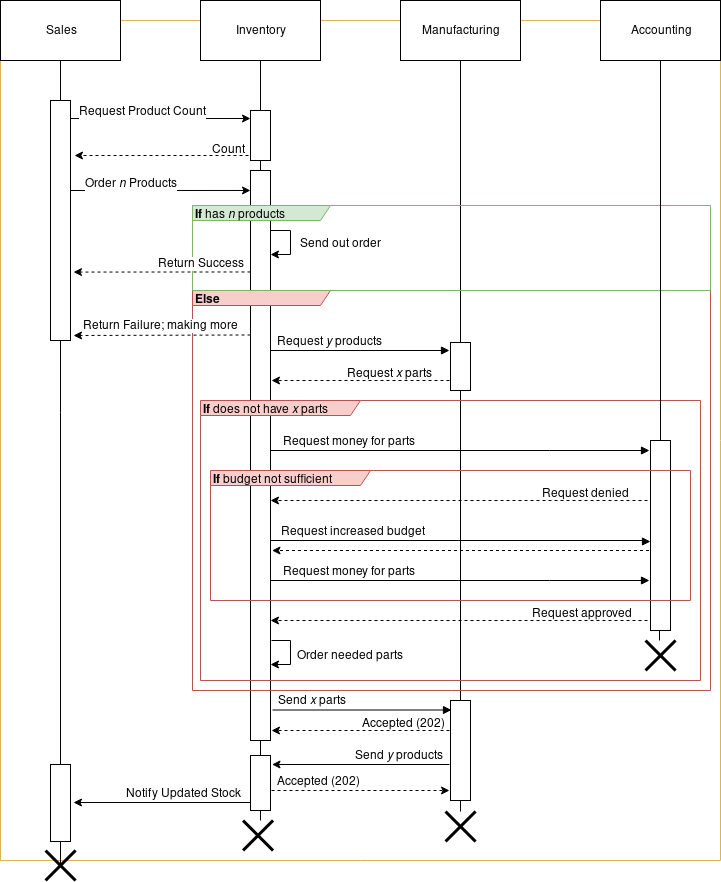 Sales
Inventory
Manufacturing
Accounting
Request Product Count
Count
Order n Products
If has n products
Send out order
Return Success
Else
Return Failure; making more
Request y products
Request x parts
If does not have x parts
Request money for parts
If budget not sufficient
Request denied
Request increased budget
Request money for parts
Request approved
Order needed parts
Send x parts
Accepted (202)
Send y products
Accepted (202)
Notify Updated Stock